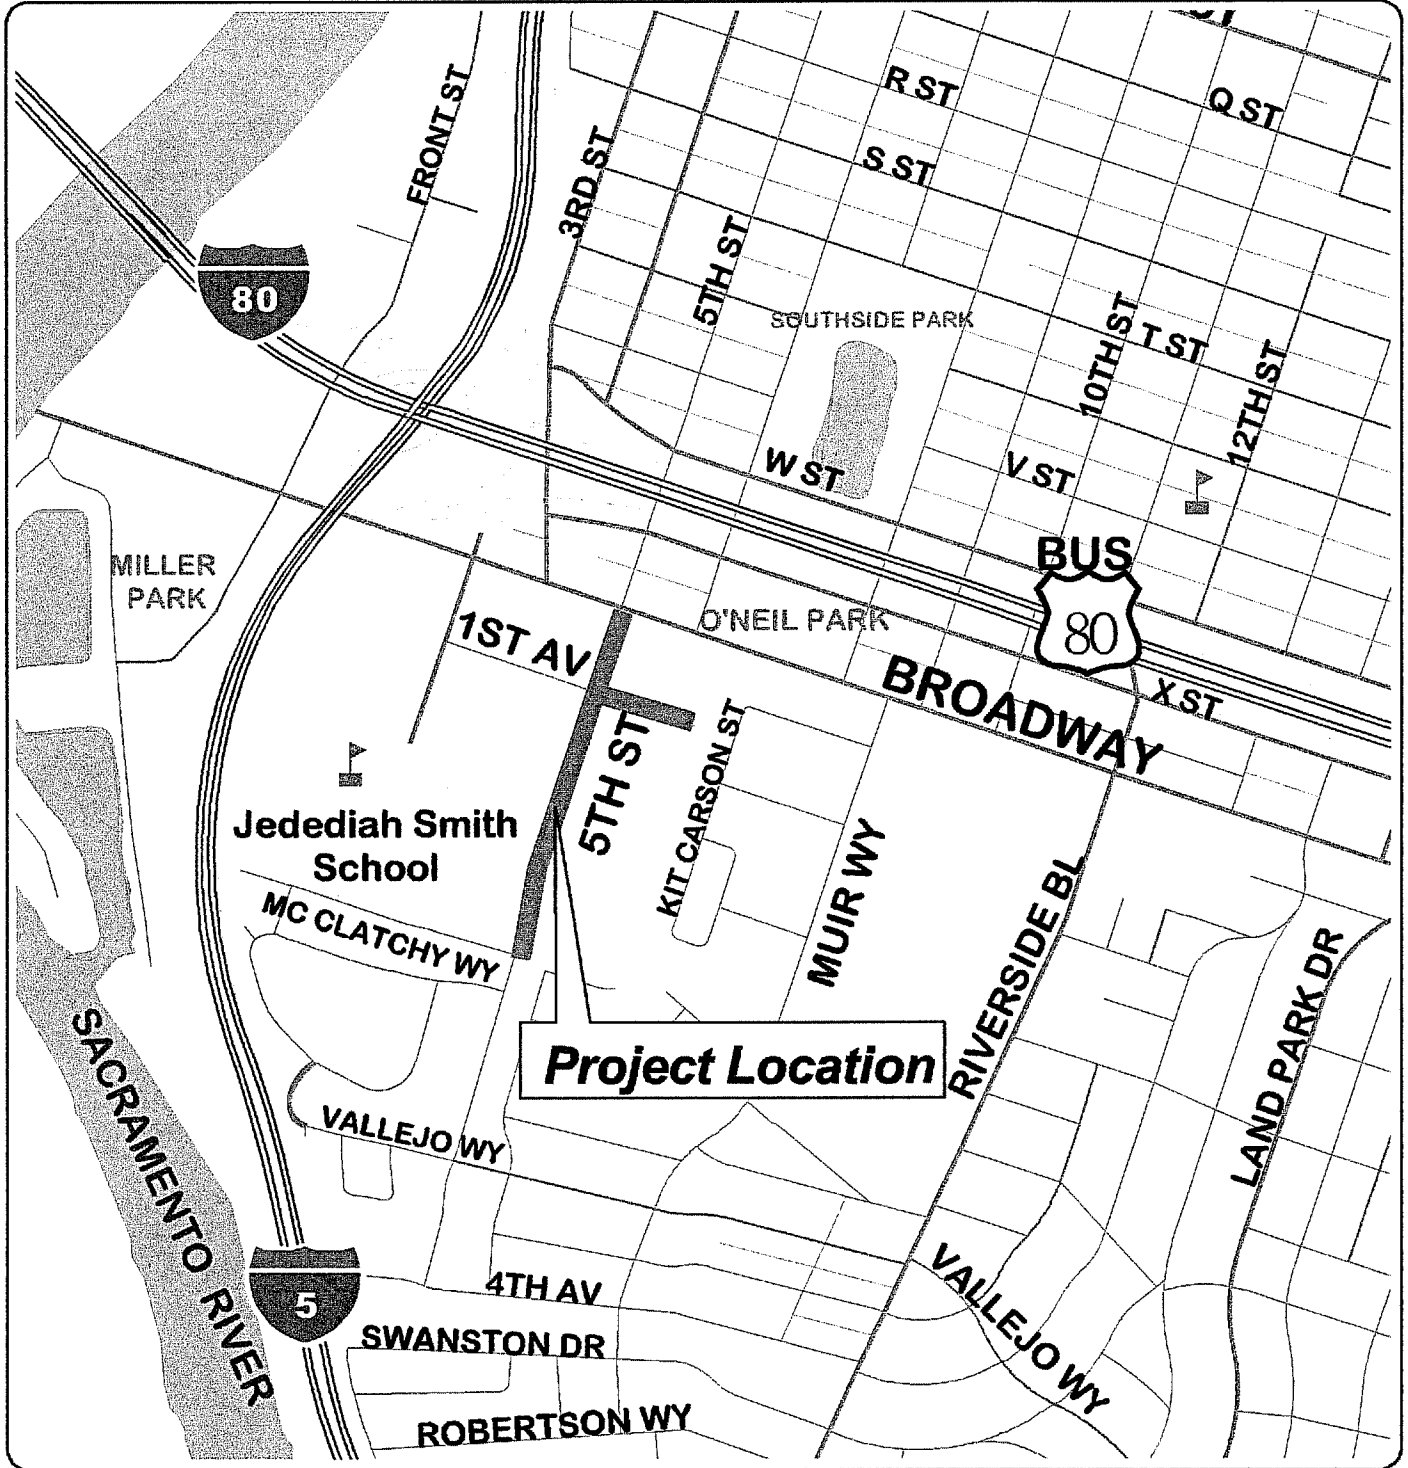 FRONT ST
R ST
Q ST
3RD ST
S ST
5TH ST
80
SOUTHSIDE PARK
10TH ST
T ST
12TH ST
W ST
V ST
BUS
80
MILLER
PARK
1ST AV
O'NEIL PARK
BROADWAY
X ST
5TH ST
KIT CARSON ST
Jedediah Smith
School
MUIR WY
RIVERSIDE BL
MC CLATCHY WY
LAND PARK DR
Project Location
SACRAMENTO RIVER
VALLEJO WY
5
4TH AV
VALLEJO WY
SWANSTON DR
ROBERTSON WY